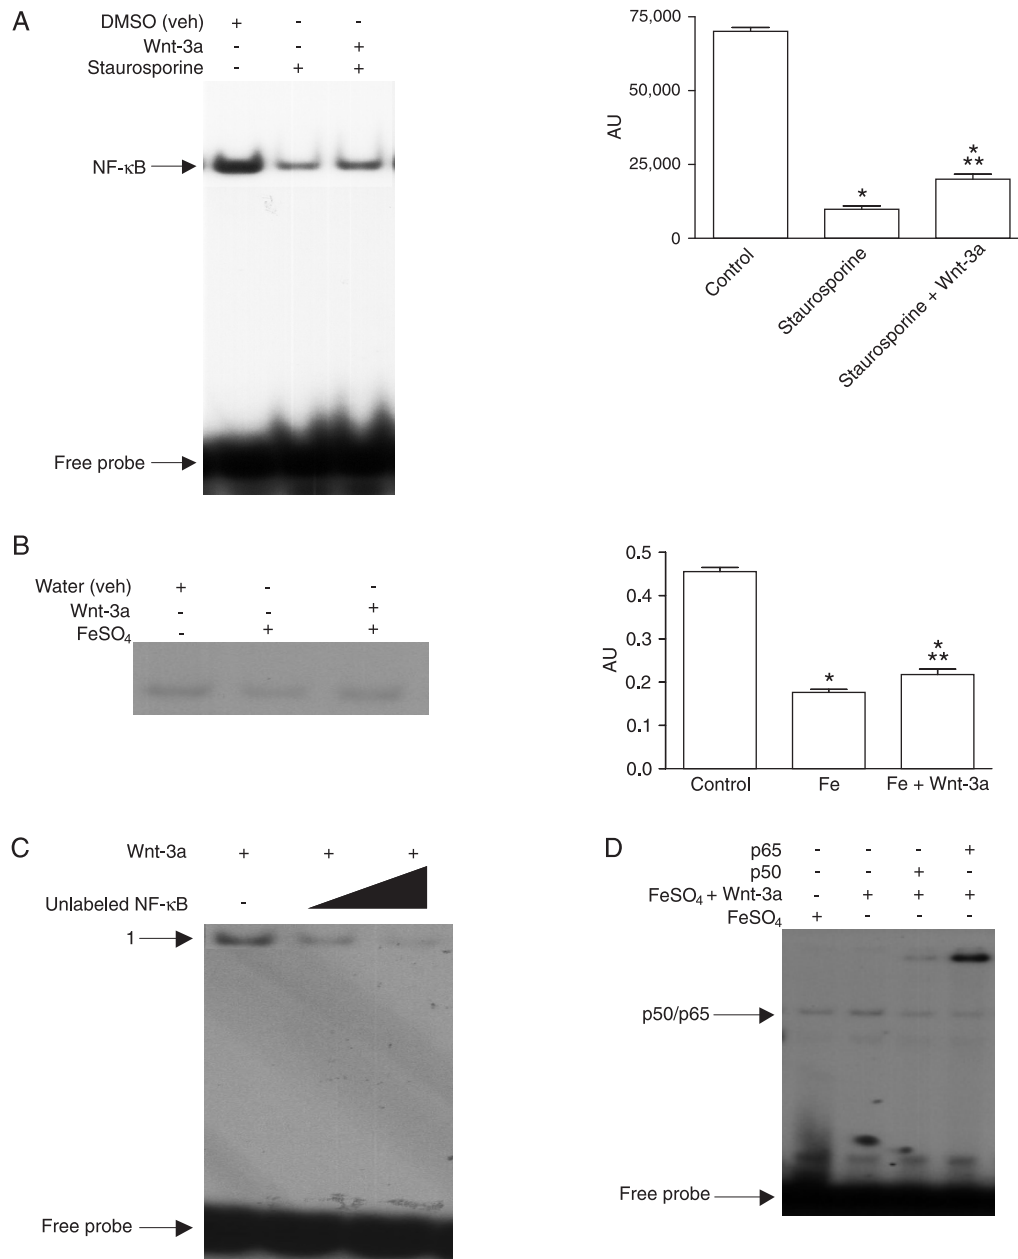 A
DMSO (veh) + - -
Wnt-3a - - +
Staurosporine - + +
NF-κB
Free probe
75,000
50,000
25,000
0
AU
*
*
**
Control
Staurosporine
Staurosporine + Wnt-3a
B
Water (veh) + - -
Wnt-3a - - +
FeSO₄ - + +
0.5
0.4
0.3
0.2
0.1
0.0
AU
*
*
**
Control Fe Fe + Wnt-3a
C
Wnt-3a + + +
Unlabeled NF-κB -
1
Free probe
D
p65 - - - +
p50 - - + -
FeSO₄ + Wnt-3a - + + +
FeSO₄ + - - -
p50/p65
Free probe